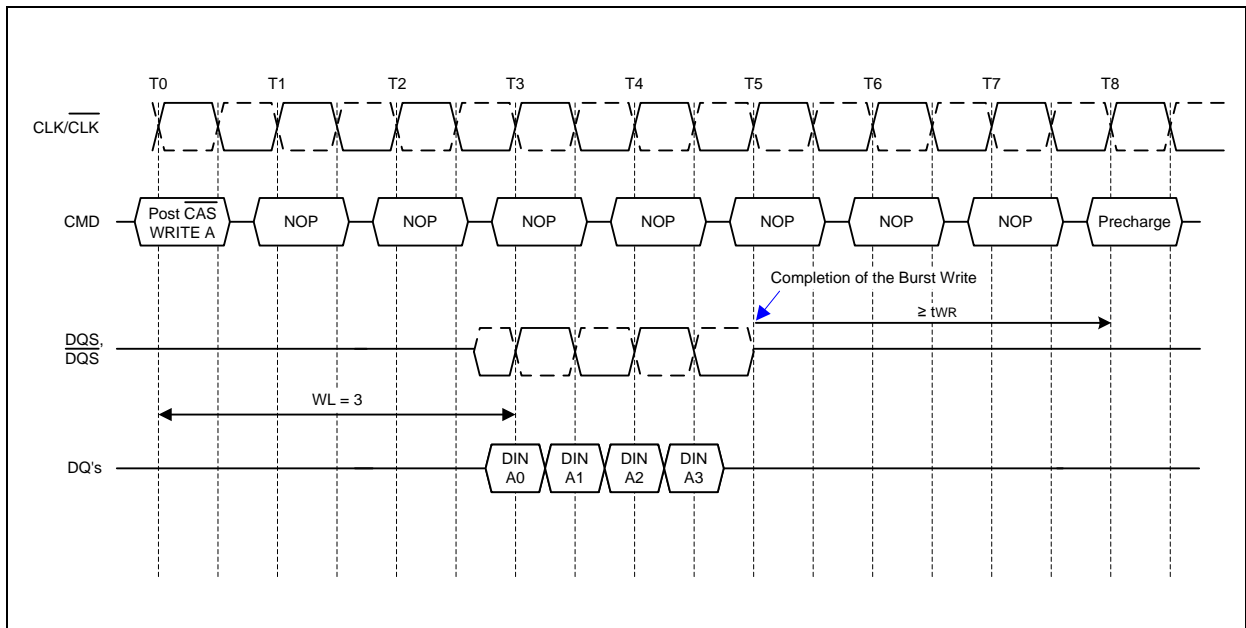 T0 T1 T2 T3 T4 T5 T6 T7 T8
CLK/CLK
CMD
Post CAS
WRITE A
NOP NOP NOP NOP NOP NOP NOP Precharge
Completion of the Burst Write
≥ tWR
DQS,
DQS
WL = 3
DQ's
DIN DIN DIN DIN
A0 A1 A2 A3